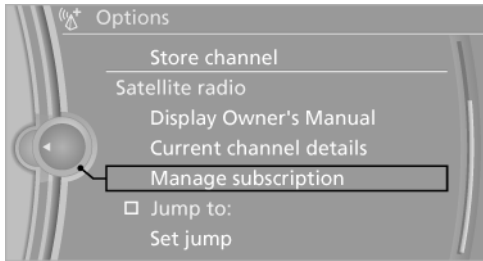 Options
Store channel
Satellite radio
Display Owner's Manual
Current channel details
Manage subscription
Jump to:
Set jump